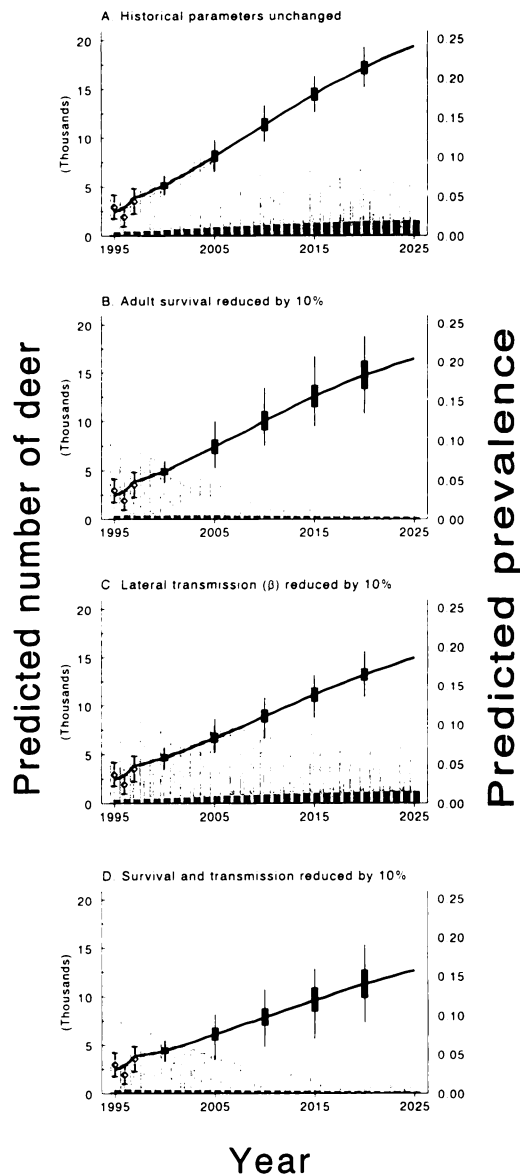 A Historical parameters unchanged
20
15
10
5
0
(Thousands)
0.25
0.20
0.15
0.10
0.05
0.00
1995 2005 2015 2025
B. Adult survival reduced by 10%
20
15
10
5
0
(Thousands)
0.25
0.20
0.15
0.10
0.05
0.00
1995 2005 2015 2025
C Lateral transmission (β) reduced by 10%
20
15
10
5
0
(Thousands)
0.25
0.20
0.15
0.10
0.05
0.00
1995 2005 2015 2025
D. Survival and transmission reduced by 10%
20
15
10
5
0
(Thousands)
0.25
0.20
0.15
0.10
0.05
0.00
1995 2005 2015 2025
Predicted number of deer
Predicted prevalence
Year